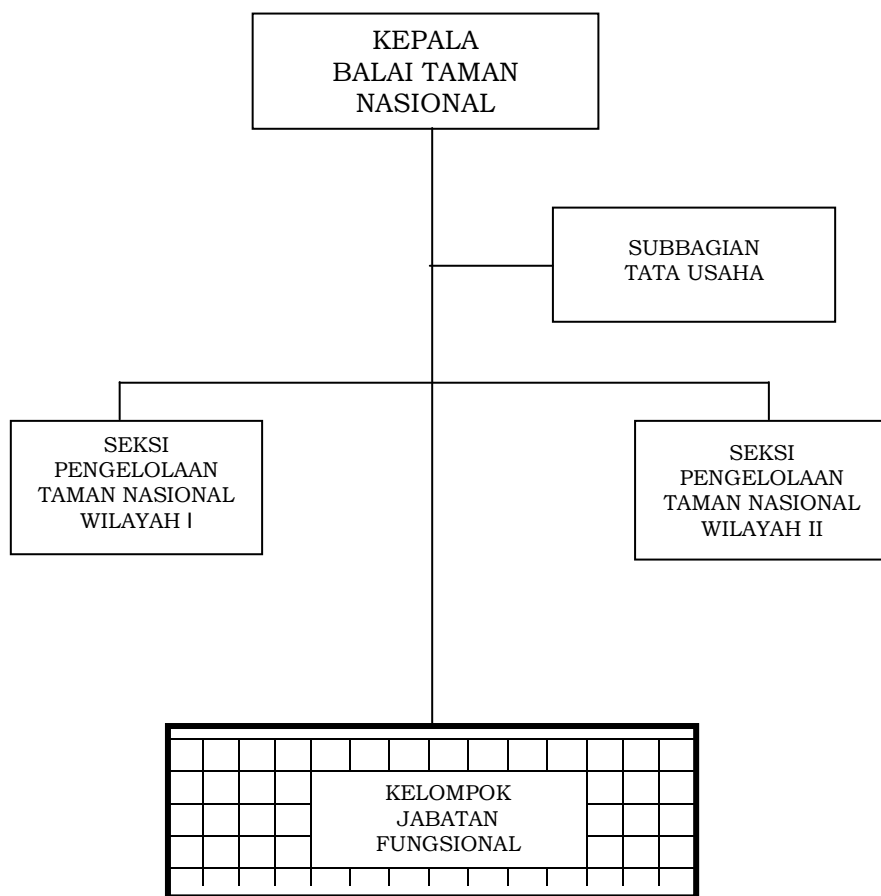 KEPALA
BALAI TAMAN
NASIONAL
SUBBAGIAN
TATA USAHA
SEKSI
PENGELOLAAN
TAMAN NASIONAL
WILAYAH I
SEKSI
PENGELOLAAN
TAMAN NASIONAL
WILAYAH II
KELOMPOK
JABATAN
FUNGSIONAL